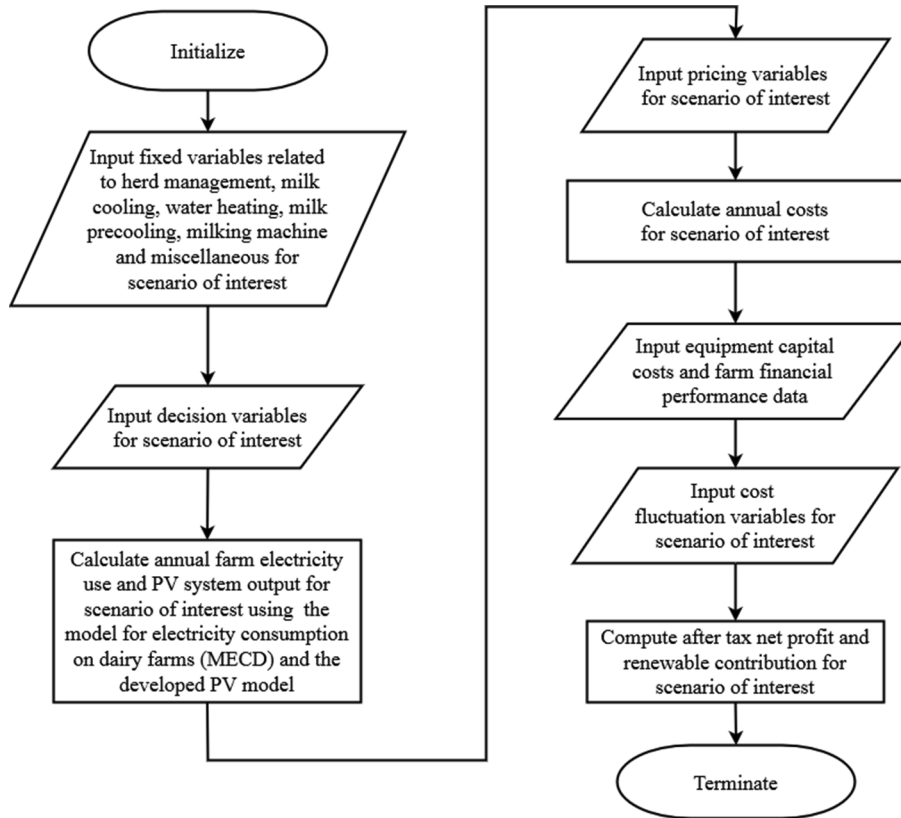 Initialize
Input fixed variables related
to herd management, milk
cooling, water heating, milk
precooling, milking machine
and miscellaneous for
scenario of interest
Input decision variables
for scenario of interest
Calculate annual farm electricity
use and PV system output for
scenario of interest using the
model for electricity consumption
on dairy farms (MECD) and the
developed PV model
Input pricing variables
for scenario of interest
Calculate annual costs
for scenario of interest
Input equipment capital
costs and farm financial
performance data
Input cost
fluctuation variables for
scenario of interest
Compute after tax net profit and
renewable contribution for
scenario of interest
Terminate